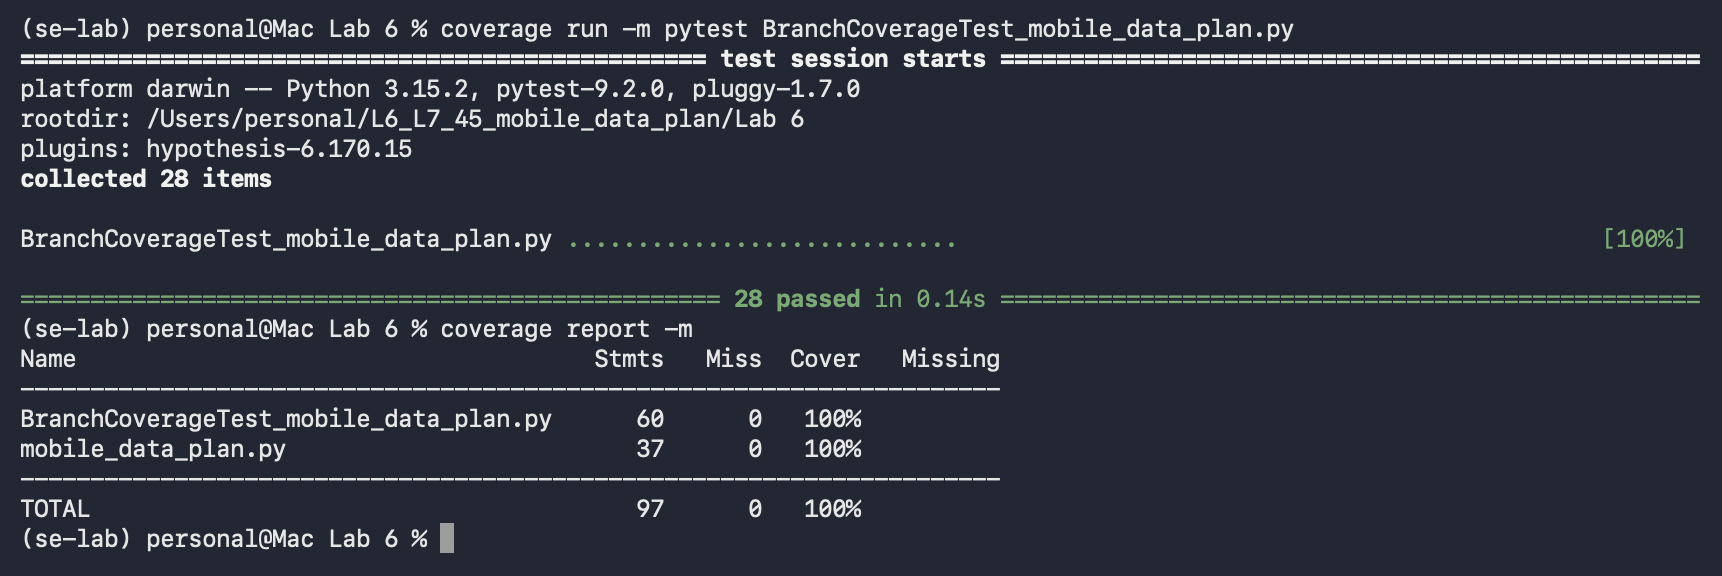 (se-lab) personal@Mac Lab 6 % coverage run -m pytest BranchCoverageTest_mobile_data_plan.py
================================================= test session starts ==================================================
platform darwin -- Python 3.15.2, pytest-9.2.0, pluggy-1.7.0
rootdir: /Users/personal/L6_L7_45_mobile_data_plan/Lab 6
plugins: hypothesis-6.170.15
collected 28 items
BranchCoverageTest_mobile_data_plan.py ............................ [100%]
================================================== 28 passed in 0.14s ==================================================
(se-lab) personal@Mac Lab 6 % coverage report -m
Name                                     Stmts   Miss  Cover   Missing
----------------------------------------------------------------------
BranchCoverageTest_mobile_data_plan.py      60      0   100%
mobile_data_plan.py                         37      0   100%
----------------------------------------------------------------------
TOTAL                                       97      0   100%
(se-lab) personal@Mac Lab 6 %